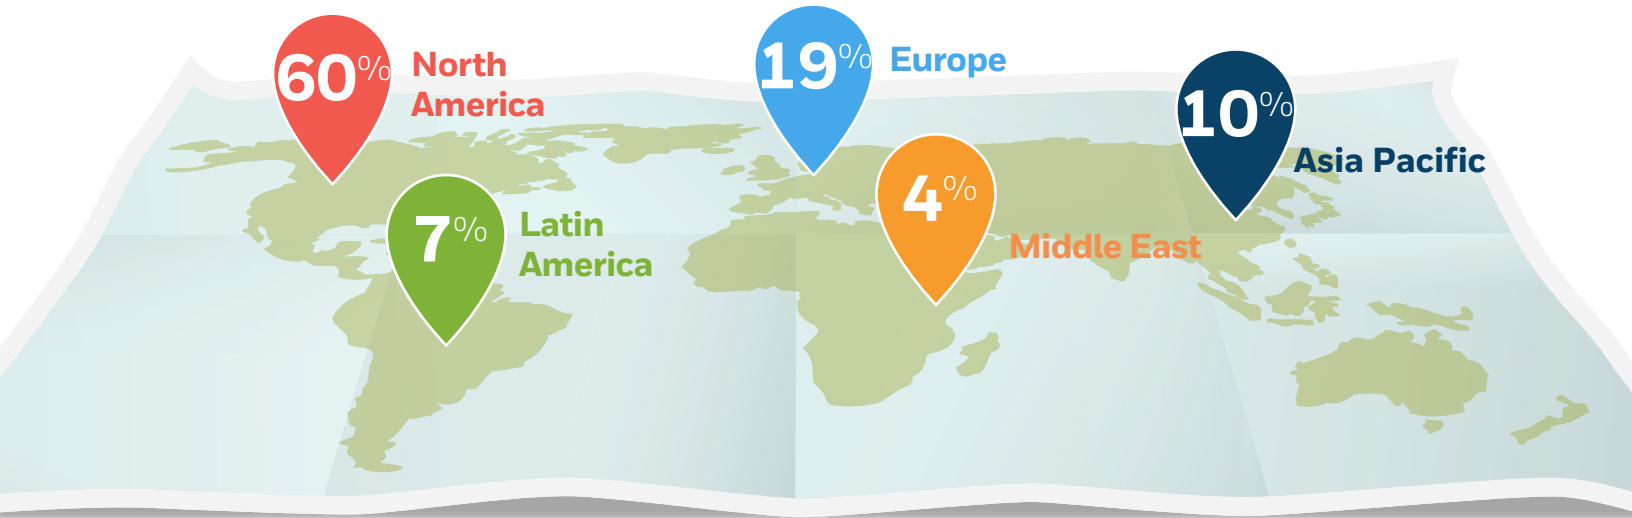 60%
North
America
19%
Europe
10%
Asia Pacific
7%
Latin
America
4%
Middle East